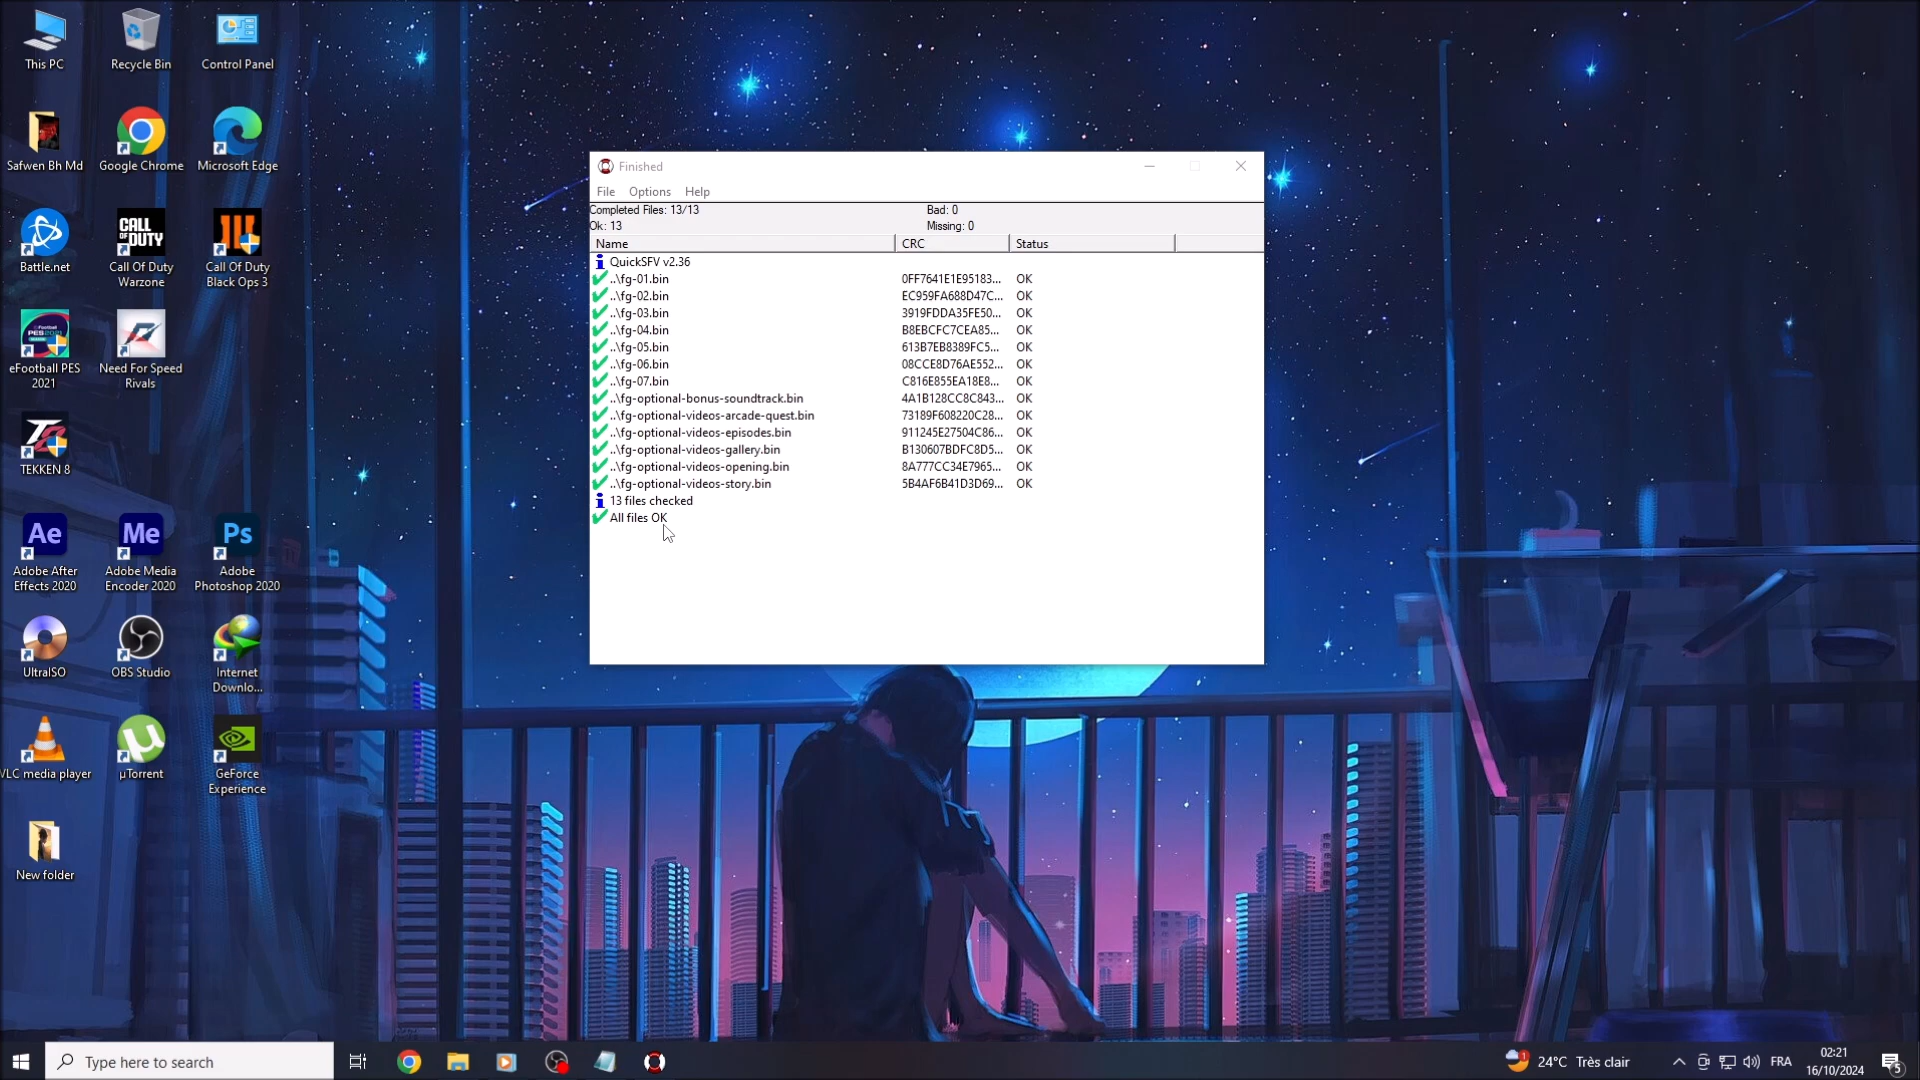 This PC
Recycle Bin
Control Panel
Safwen Bh Md
Google Chrome
Microsoft Edge
Battle.net
CALL OF DUTY
Call Of Duty
Warzone
Call Of Duty
Black Ops 3
eFootball PES
2021
Need For Speed
Rivals
TEKKEN 8
Ae
Adobe After
Effects 2020
Me
Adobe Media
Encoder 2020
Ps
Adobe
Photoshop 2020
UltraISO
OBS Studio
Internet
Downlo...
VLC media player
µTorrent
GeForce
Experience
New folder
Finished
File Options Help
Completed Files: 13/13 Bad: 0
Ok: 13 Missing: 0
Name CRC Status
QuickSFV v2.36
..\fg-01.bin 0FF7641E1E95183... OK
..\fg-02.bin EC959FA688D47C... OK
..\fg-03.bin 3919FDDA35FE50... OK
..\fg-04.bin B8EBCFC7CEA85... OK
..\fg-05.bin 613B7EB8389FC5... OK
..\fg-06.bin 08CCE8D76AE552... OK
..\fg-07.bin C816E855EA18E8... OK
..\fg-optional-bonus-soundtrack.bin 4A1B128CC8C843... OK
..\fg-optional-videos-arcade-quest.bin 73189F608220C28... OK
..\fg-optional-videos-episodes.bin 911245E27504C86... OK
..\fg-optional-videos-gallery.bin B130607BDFC8D5... OK
..\fg-optional-videos-opening.bin 8A777CC34E7965... OK
..\fg-optional-videos-story.bin 5B4AF6B41D3D69... OK
13 files checked
All files OK
Type here to search
1
24°C Très clair
FRA
02:21
16/10/2024
5